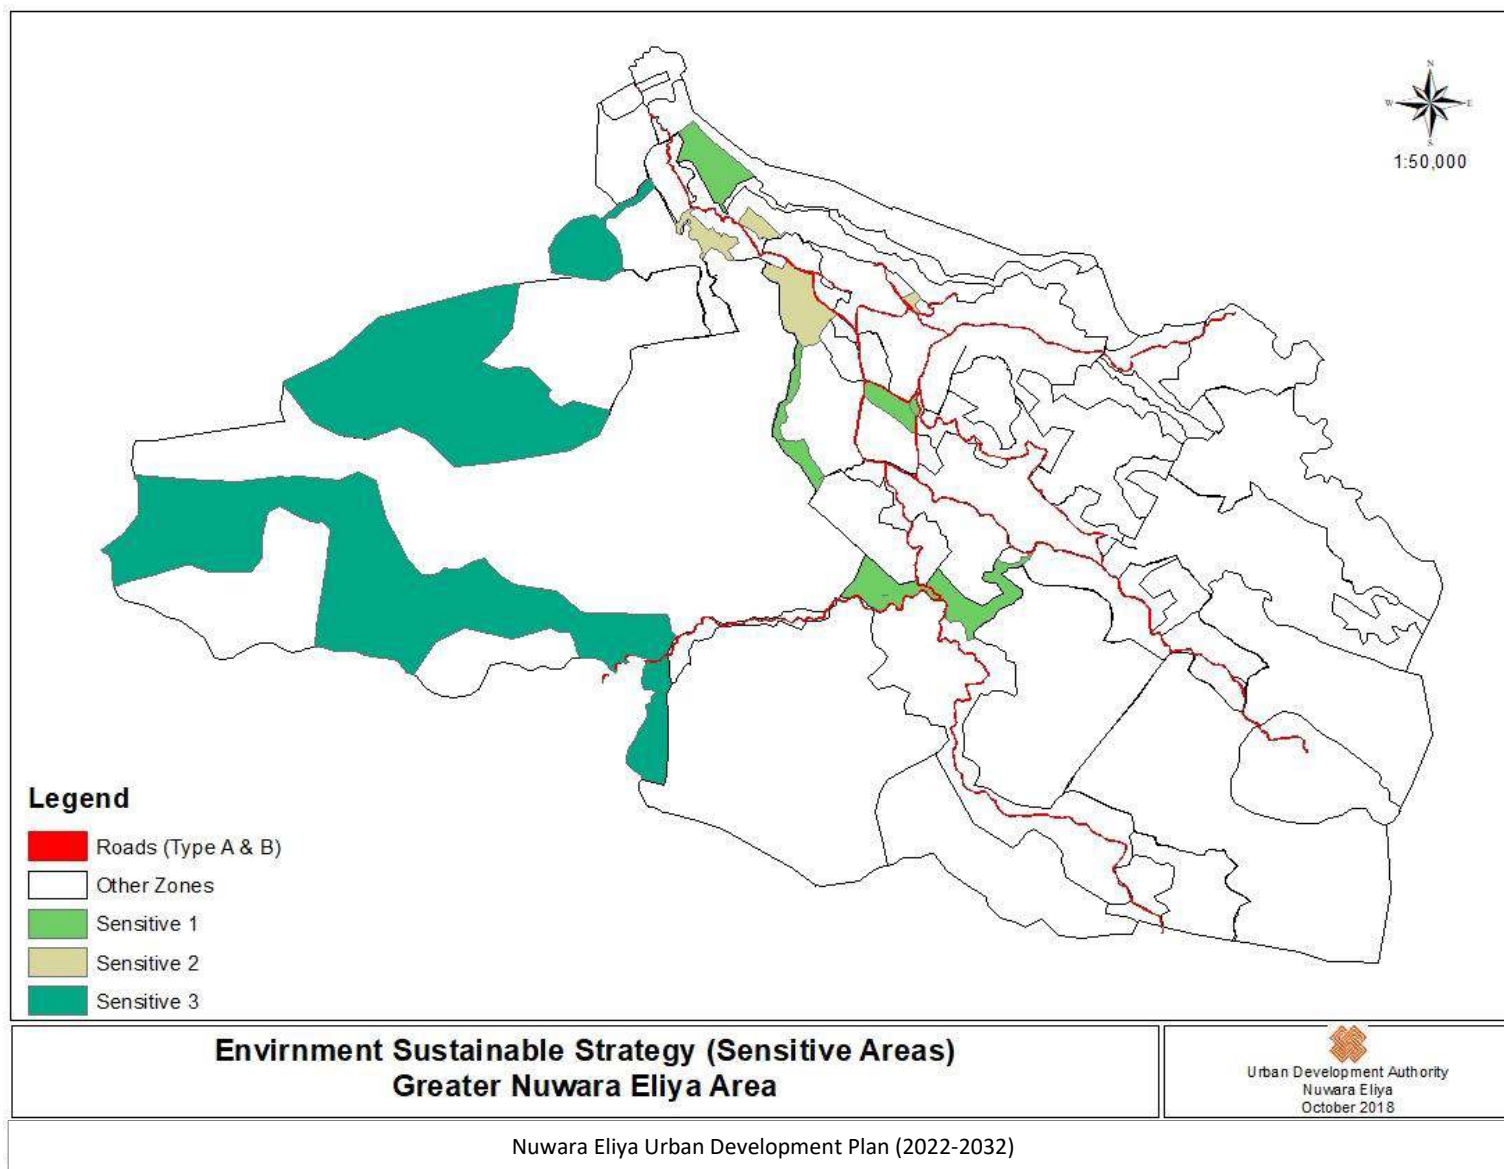 N
W E
S
1:50,000
Legend
Roads (Type A & B)
Other Zones
Sensitive 1
Sensitive 2
Sensitive 3
Envirnment Sustainable Strategy (Sensitive Areas)
Greater Nuwara Eliya Area
Urban Development Authority
Nuwara Eliya
October 2018
Nuwara Eliya Urban Development Plan (2022-2032)